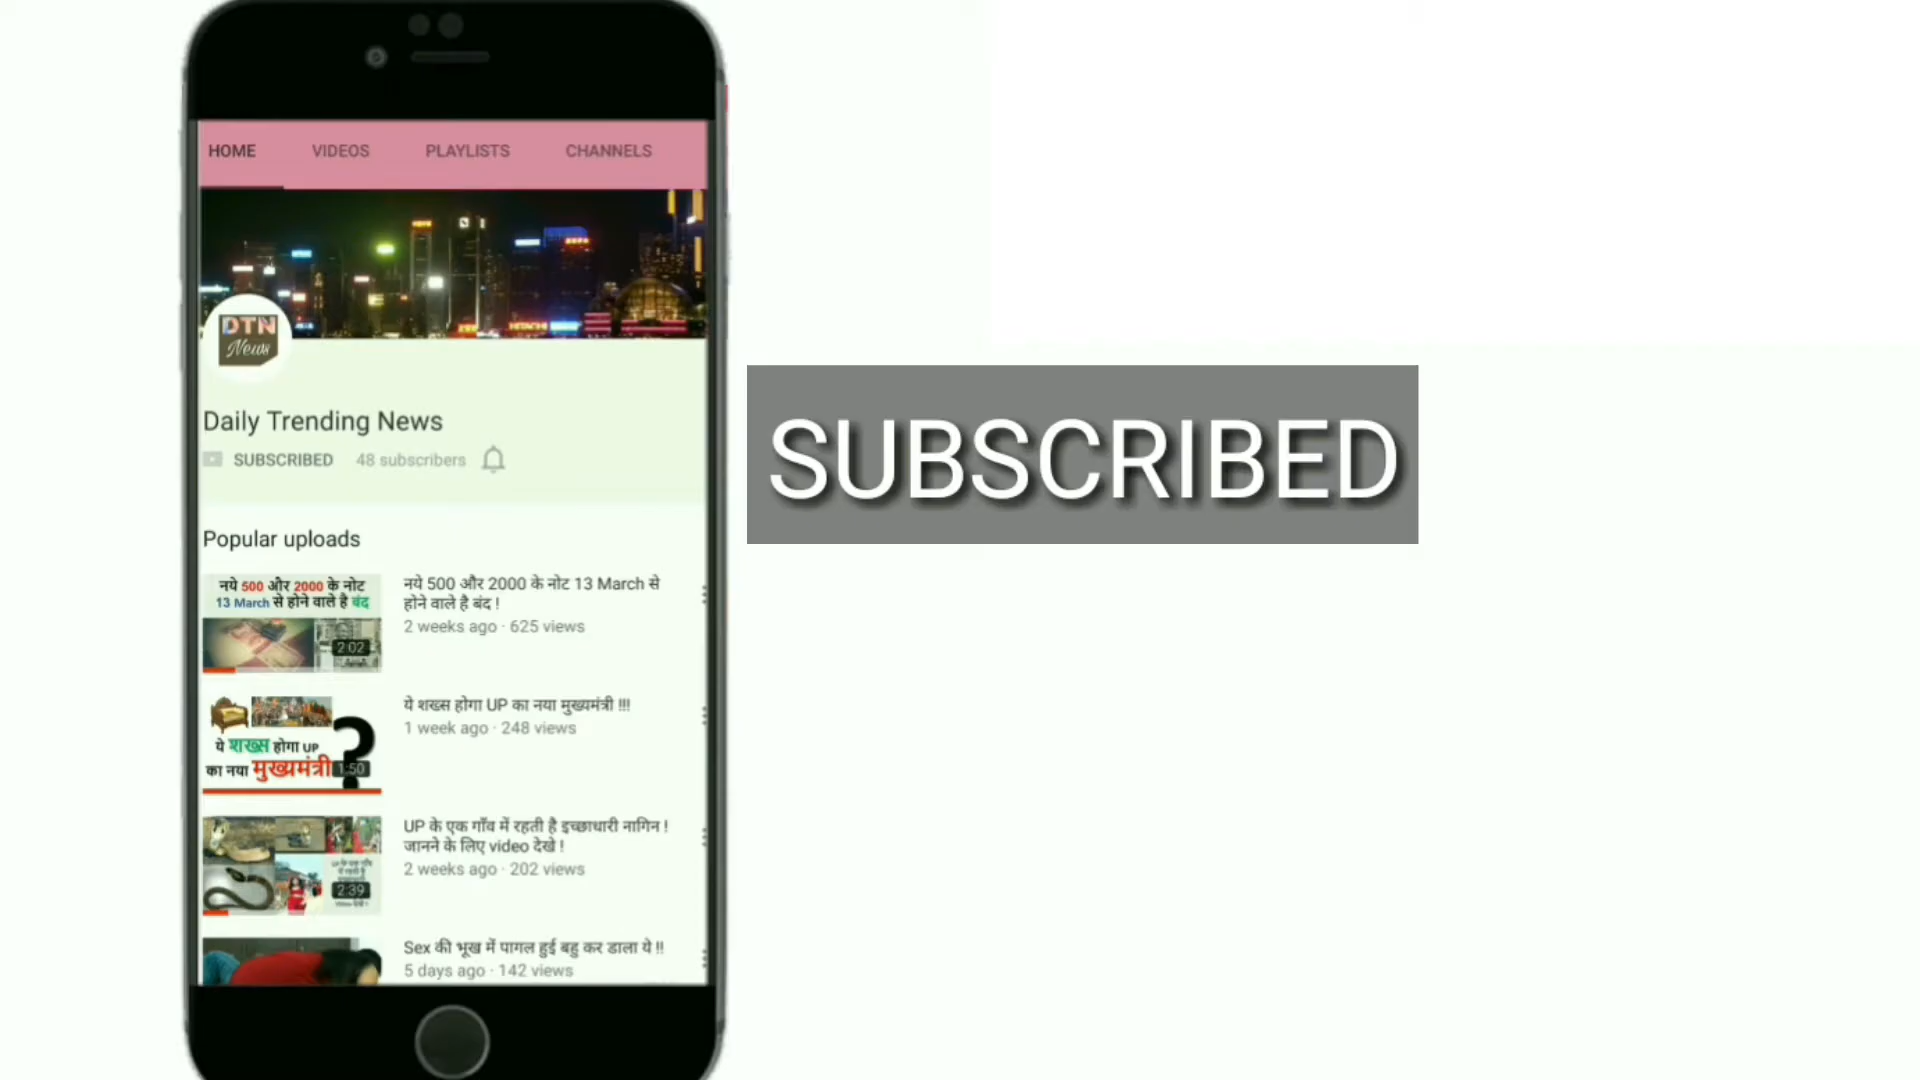 HOME VIDEOS PLAYLISTS CHANNELS
HITACHI
DTN
News
Daily Trending News
SUBSCRIBED 48 subscribers
SUBSCRIBED
Popular uploads
नये 500 और 2000 के नोट
13 March से होने वाले है बंद
2:02
नये 500 और 2000 के नोट 13 March से
होने वाले है बंद !
2 weeks ago · 625 views
ये शख्स होगा UP
का नया मुख्यमंत्री ?
1:50
ये शख्स होगा UP का नया मुख्यमंत्री !!!
1 week ago · 248 views
2:39
UP के एक गाँव में रहती है इच्छाधारी नागिन !
जानने के लिए video देखे !
2 weeks ago · 202 views
Sex की भूख में पागल हुई बहु कर डाला ये !!
5 days ago · 142 views